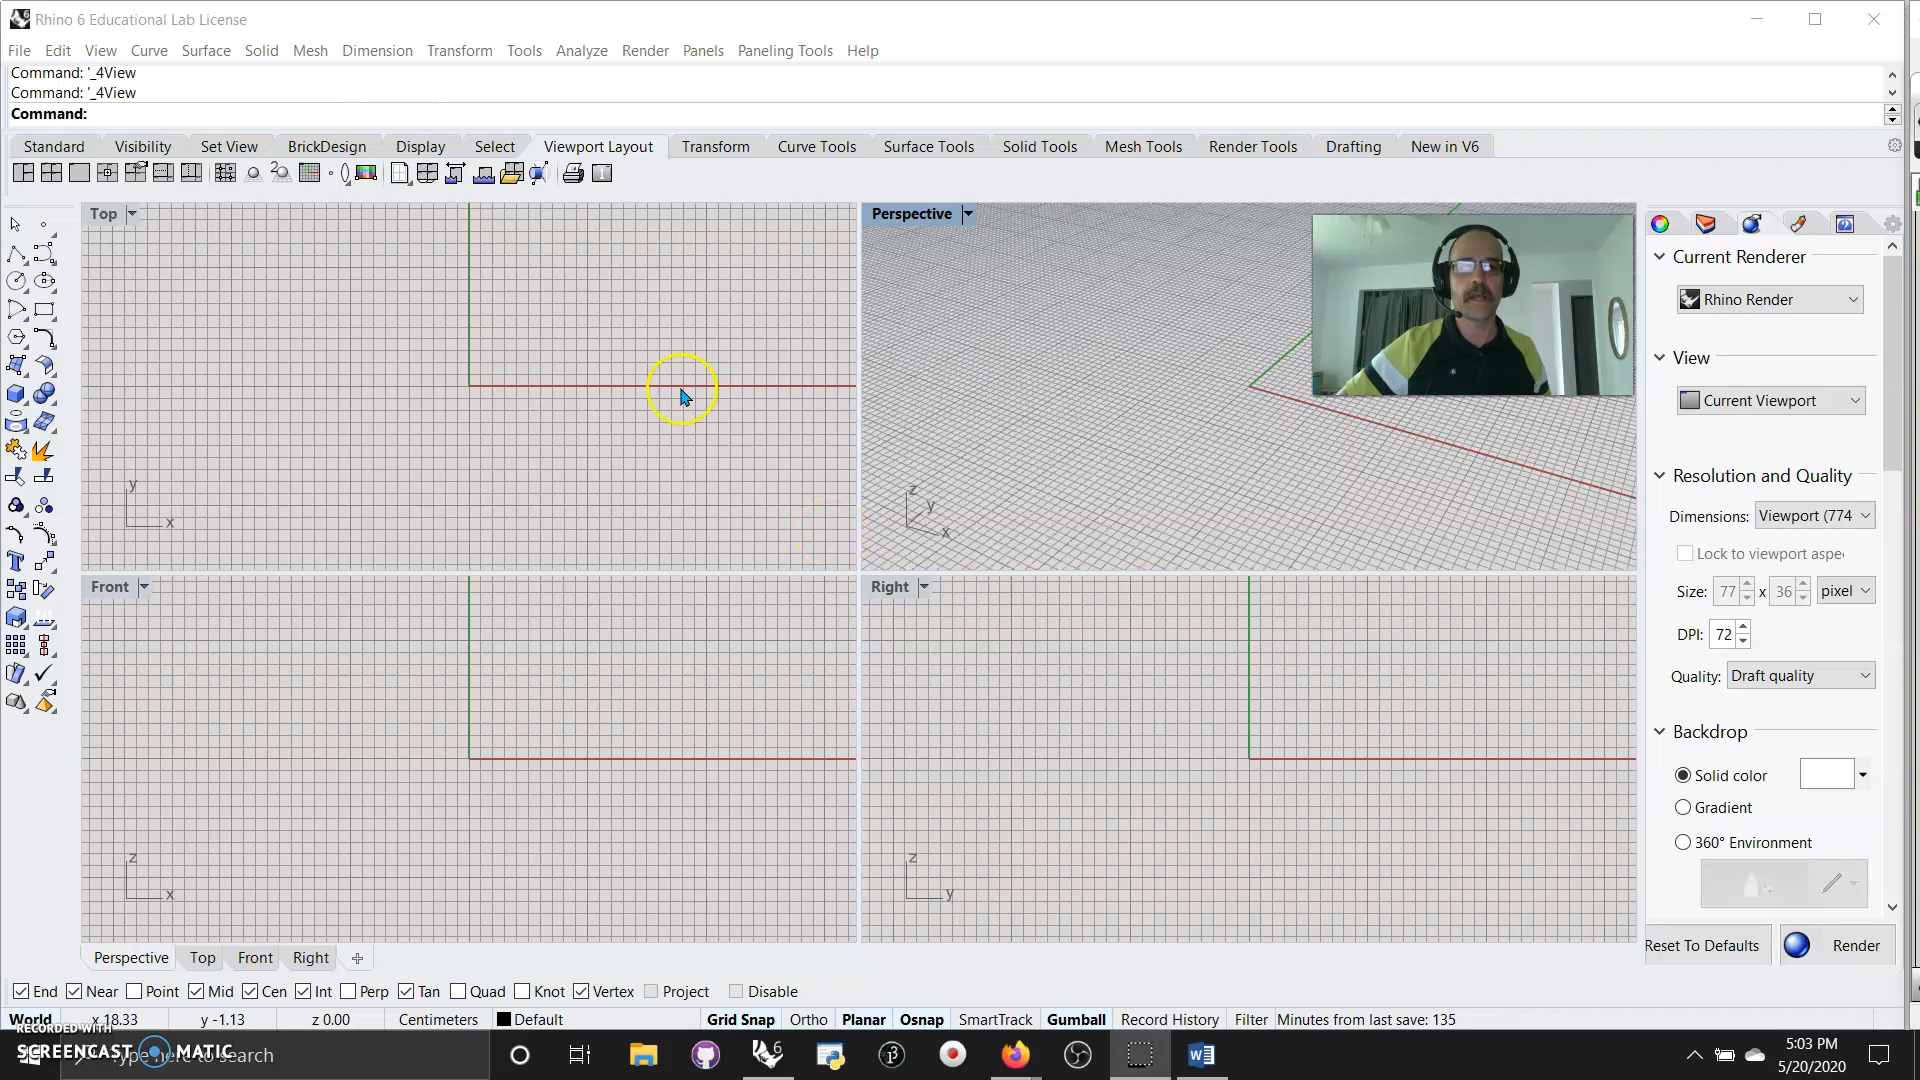 Rhino 6 Educational Lab License
File Edit View Curve Surface Solid Mesh Dimension Transform Tools Analyze Render Panels Paneling Tools Help
Command: '_4View
Command: '_4View
Command:
Standard Visibility Set View BrickDesign Display Select Viewport Layout Transform Curve Tools Surface Tools Solid Tools Mesh Tools Render Tools Drafting New in V6
Top
Perspective
Current Renderer
Rhino Render
View
Current Viewport
Resolution and Quality
y
x
z
y
x
Dimensions: Viewport (774
Lock to viewport aspe
Size: 77 x 36 pixel
Front
Right
DPI: 72
Quality: Draft quality
Backdrop
Solid color
Gradient
360° Environment
z
x
z
y
Reset To Defaults Render
Perspective Top Front Right
End Near Point Mid Cen Int Perp Tan Quad Knot Vertex Project Disable
World x 18.33 y -1.13 z 0.00 Centimeters Default Grid Snap Ortho Planar Osnap SmartTrack Gumball Record History Filter Minutes from last save: 135
RECORDED WITH
SCREENCAST MATIC
Type here to search
5:03 PM
5/20/2020